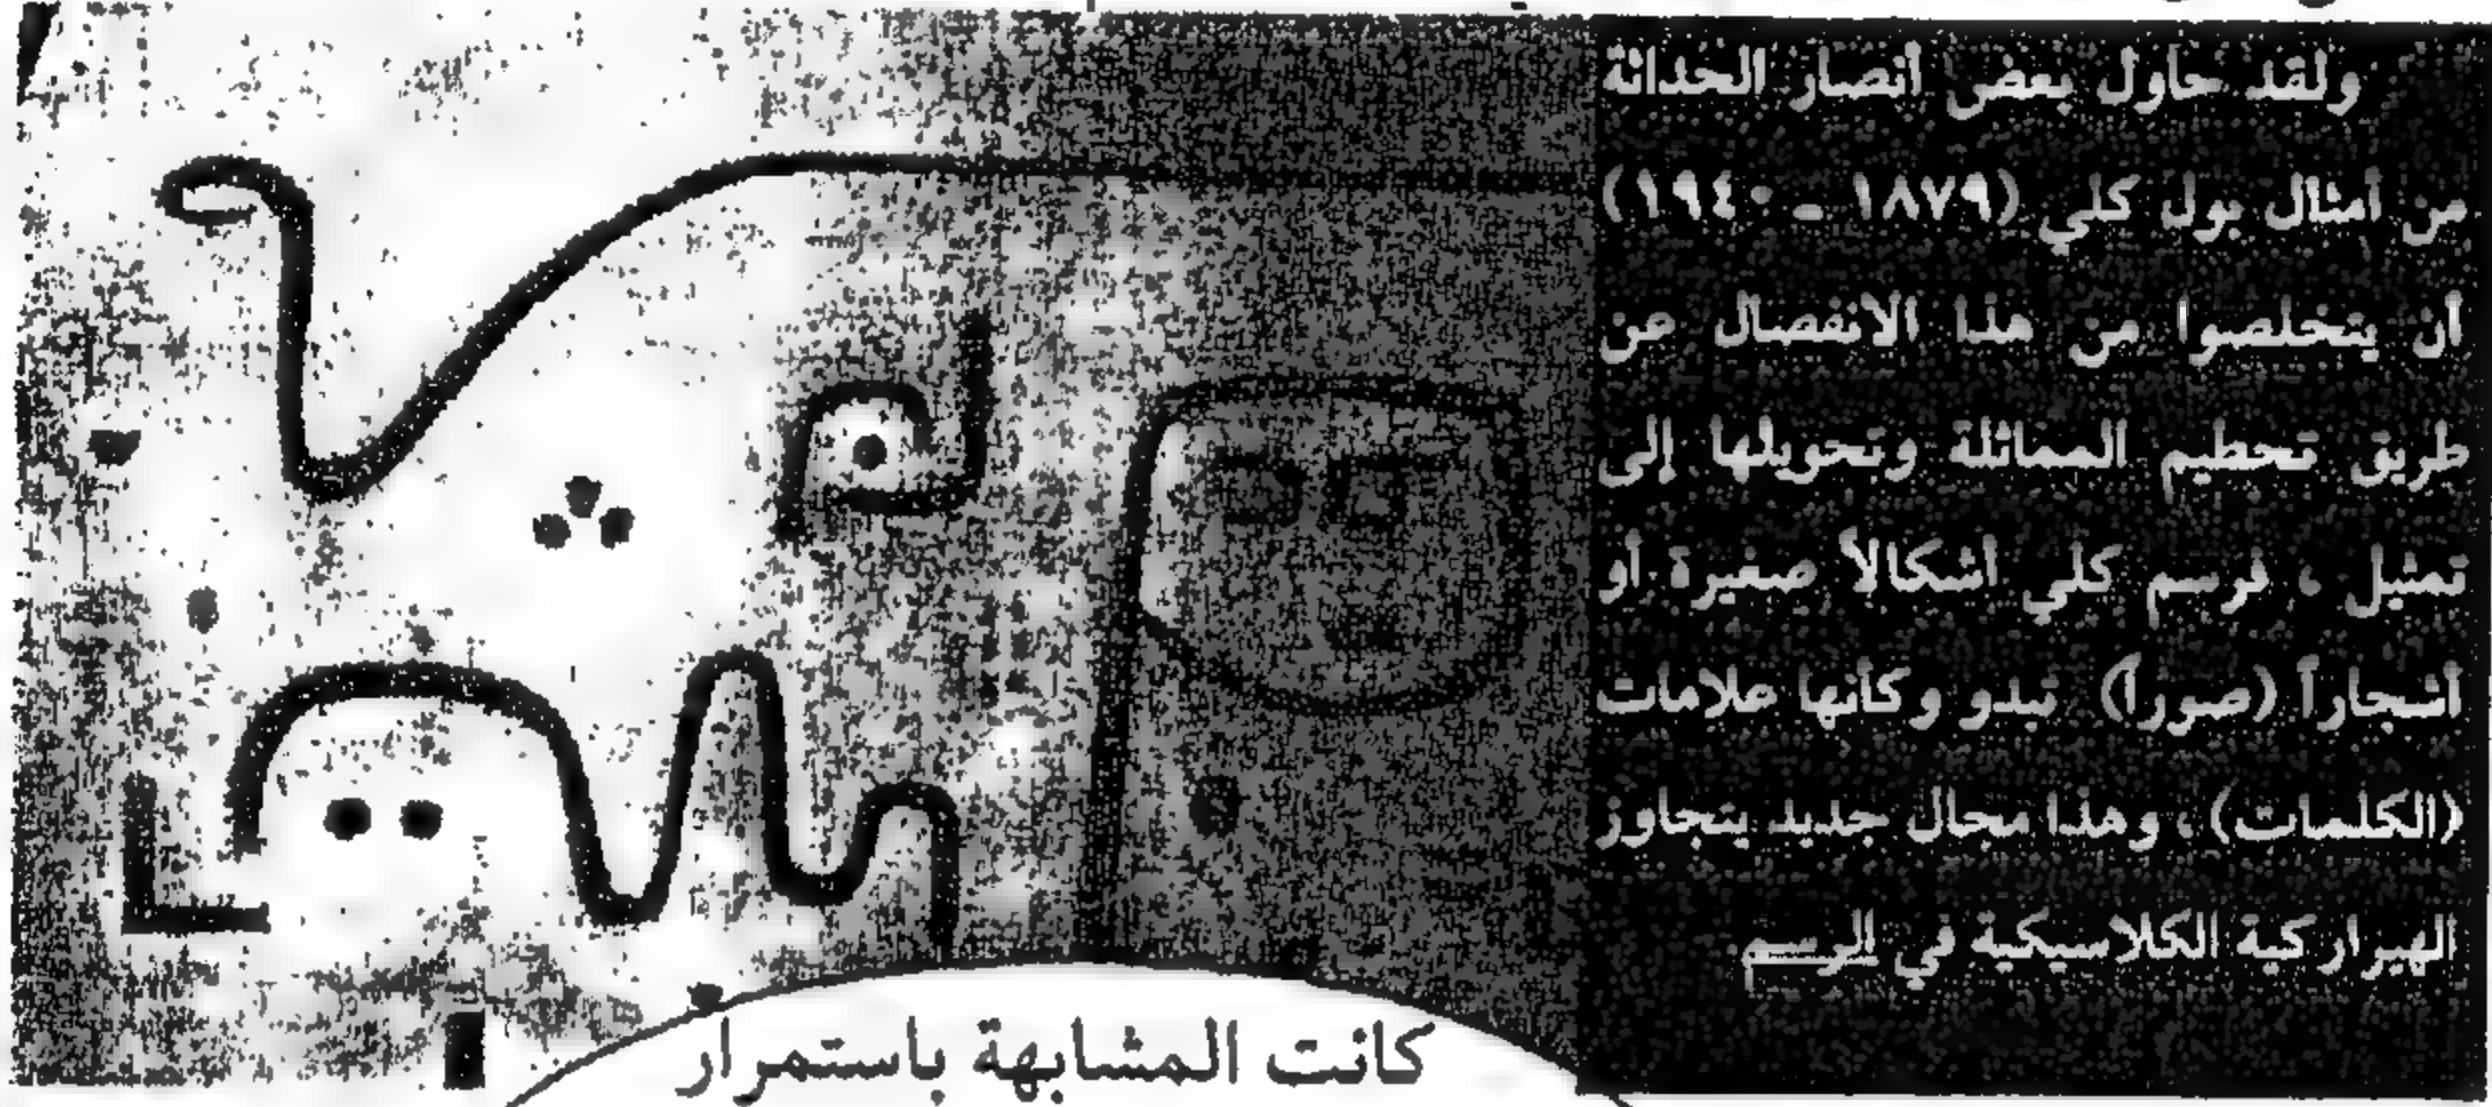 ولقد حاول بعض أنصار الحداثة
من أمثال بول كلي (١٨٧٩ - ١٩٤٠)
أن يتخلصوا من هذا الانفصال عن
طريق تحطيم المماثلة وتحويلها إلى
تمثيل ، فرسم كلي أشكالاً صغيرة أو
أشجاراً (صوراً) تبدو وكأنها علامات
(الكلمات) ، وهذا مجال جديد يتجاوز
الهيراركية الكلاسيكية في الرسم
كانت المشابهة باستمرار